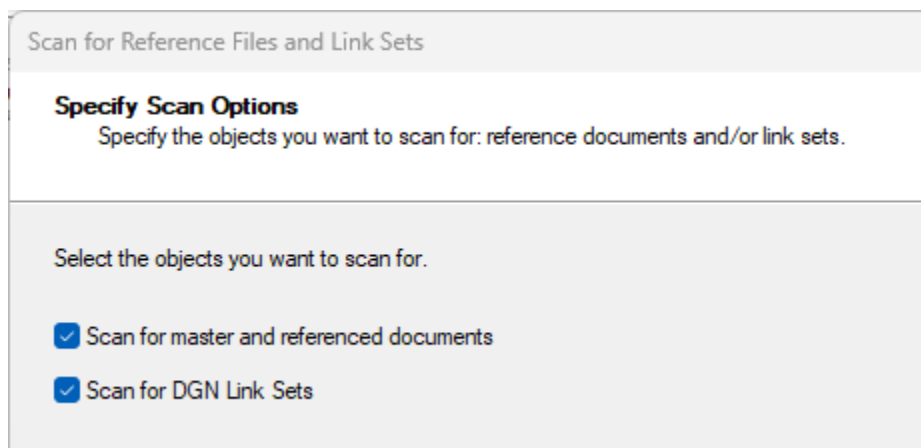 Scan for Reference Files and Link Sets
Specify Scan Options
Specify the objects you want to scan for: reference documents and/or link sets.
Select the objects you want to scan for.
Scan for master and referenced documents
Scan for DGN Link Sets